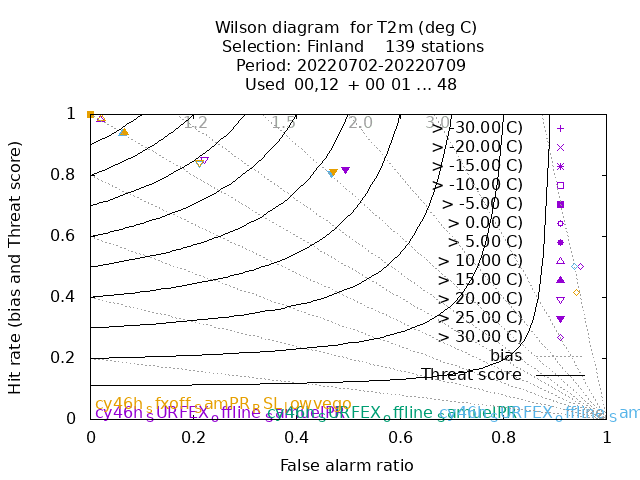 Wilson diagram  for T2m (deg C)
Selection: Finland    139 stations
Period: 20220702-20220709
Used  00,12  + 00 01 ... 48
Hit rate (bias and Threat score)
1
0.8
0.6
0.4
0.2
0
1.2
1.5
2.0
3.0
> -30.00 C)
> -20.00 C)
> -15.00 C)
> -10.00 C)
> -5.00 C)
> 0.00 C)
> 5.00 C)
> 10.00 C)
> 15.00 C)
> 20.00 C)
> 25.00 C)
> 30.00 C)
bias
Threat score
0
0.2
0.4
0.6
0.8
1
False alarm ratio